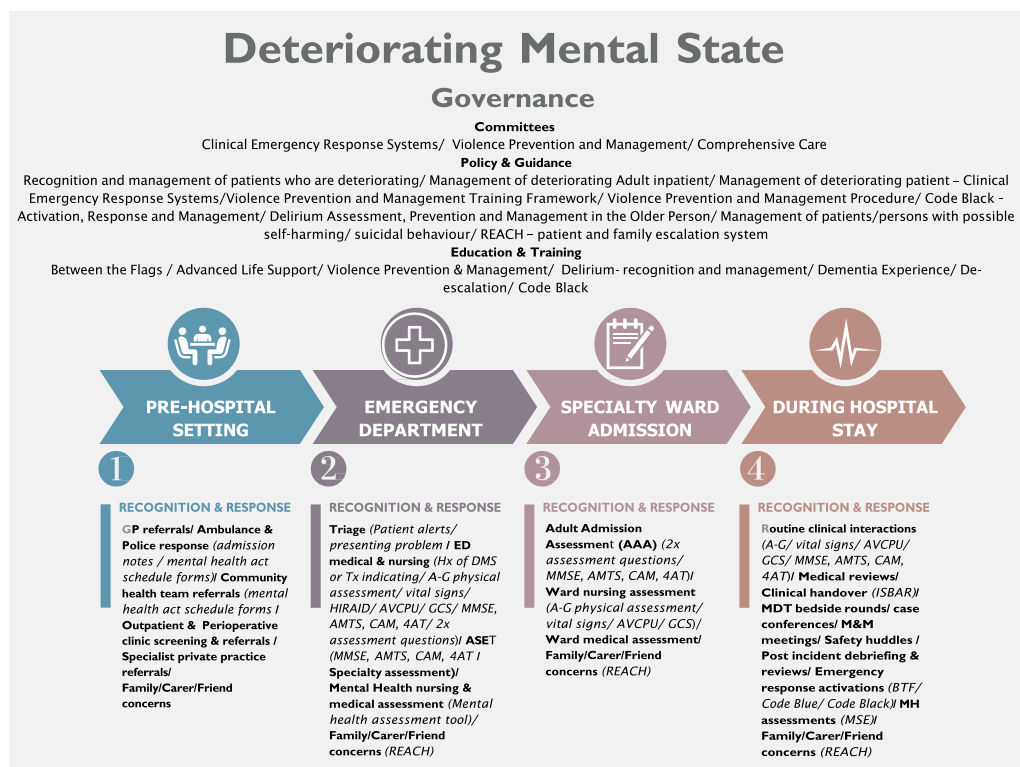 Deteriorating Mental State
Governance
Committees
Clinical Emergency Response Systems/ Violence Prevention and Management/ Comprehensive Care
Policy & Guidance
Recognition and management of patients who are deteriorating/ Management of deteriorating Adult inpatient/ Management of deteriorating patient – Clinical
Emergency Response Systems/Violence Prevention and Management Training Framework/ Violence Prevention and Management Procedure/ Code Black -
Activation, Response and Management/ Delirium Assessment, Prevention and Management in the Older Person/ Management of patients/persons with possible
self-harming/ suicidal behaviour/ REACH – patient and family escalation system
Education & Training
Between the Flags / Advanced Life Support/ Violence Prevention & Management/ Delirium- recognition and management/ Dementia Experience/ De-
escalation/ Code Black
PRE-HOSPITAL
SETTING
1
RECOGNITION & RESPONSE
GP referrals/ Ambulance &
Police response (admission
notes / mental health act
schedule forms)/ Community
health team referrals (mental
health act schedule forms /
Outpatient & Perioperative
clinic screening & referrals /
Specialist private practice
referrals/
Family/Carer/Friend
concerns
EMERGENCY
DEPARTMENT
2
RECOGNITION & RESPONSE
Triage (Patient alerts/
presenting problem / ED
medical & nursing (Hx of DMS
or Tx indicating/ A-G physical
assessment/ vital signs/
HIRAID/ AVCPU/ GCS/ MMSE,
AMTS, CAM, 4AT/ 2x
assessment questions)/ ASET
(MMSE, AMTS, CAM, 4AT /
Specialty assessment)/
Mental Health nursing &
medical assessment (Mental
health assessment tool)/
Family/Carer/Friend
concerns (REACH)
SPECIALTY WARD
ADMISSION
3
RECOGNITION & RESPONSE
Adult Admission
Assessment (AAA) (2x
assessment questions/
MMSE, AMTS, CAM, 4AT)/
Ward nursing assessment
(A-G physical assessment/
vital signs/ AVCPU/ GCS)/
Ward medical assessment/
Family/Carer/Friend
concerns (REACH)
DURING HOSPITAL
STAY
4
RECOGNITION & RESPONSE
Routine clinical interactions
(A-G/ vital signs/ AVCPU/
GCS/ MMSE, AMTS, CAM,
4AT)/ Medical reviews/
Clinical handover (ISBAR)/
MDT bedside rounds/ case
conferences/ M&M
meetings/ Safety huddles /
Post incident debriefing &
reviews/ Emergency
response activations (BTF/
Code Blue/ Code Black)/ MH
assessments (MSE)/
Family/Carer/Friend
concerns (REACH)